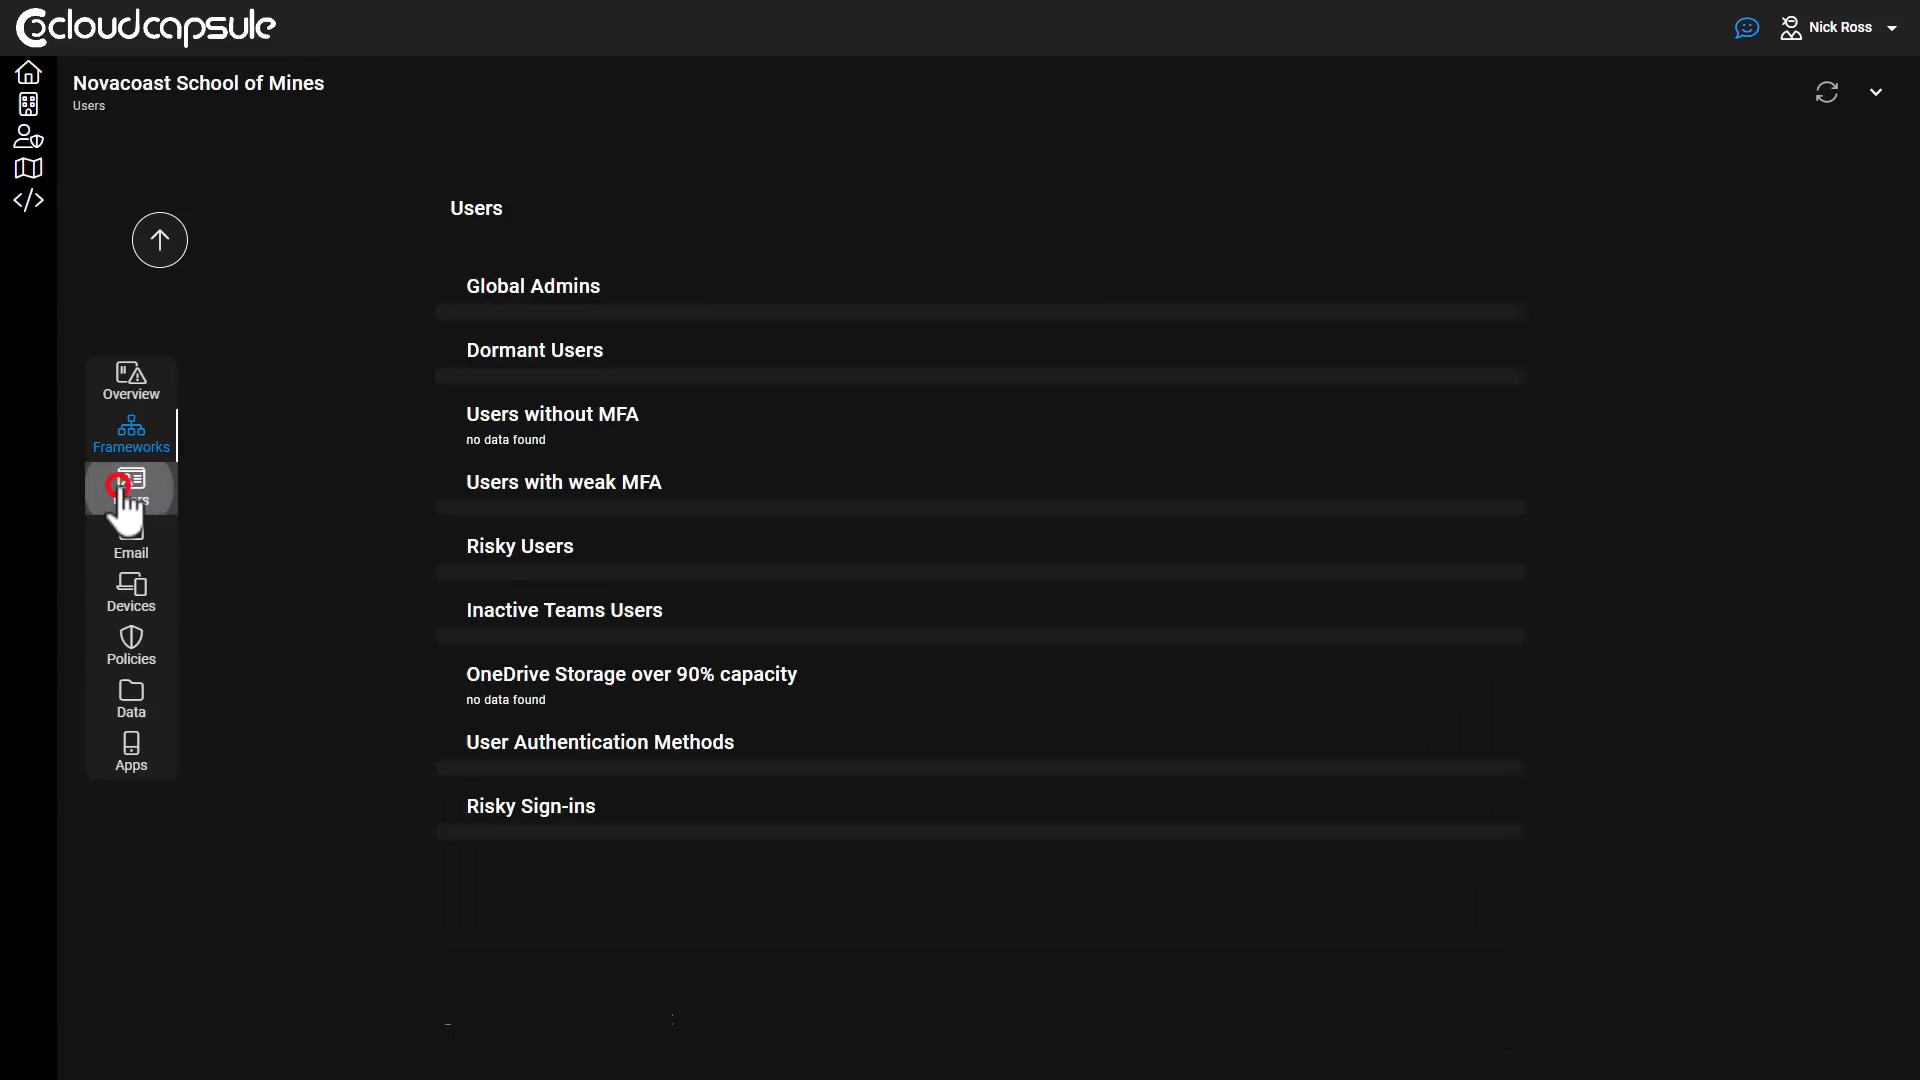 cloudcapsule
Nick Ross
Novacoast School of Mines
Users
Users
Global Admins
Dormant Users
Users without MFA
no data found
Users with weak MFA
Risky Users
Inactive Teams Users
OneDrive Storage over 90% capacity
no data found
User Authentication Methods
Risky Sign-ins
Overview
Frameworks
Email
Devices
Policies
Data
Apps